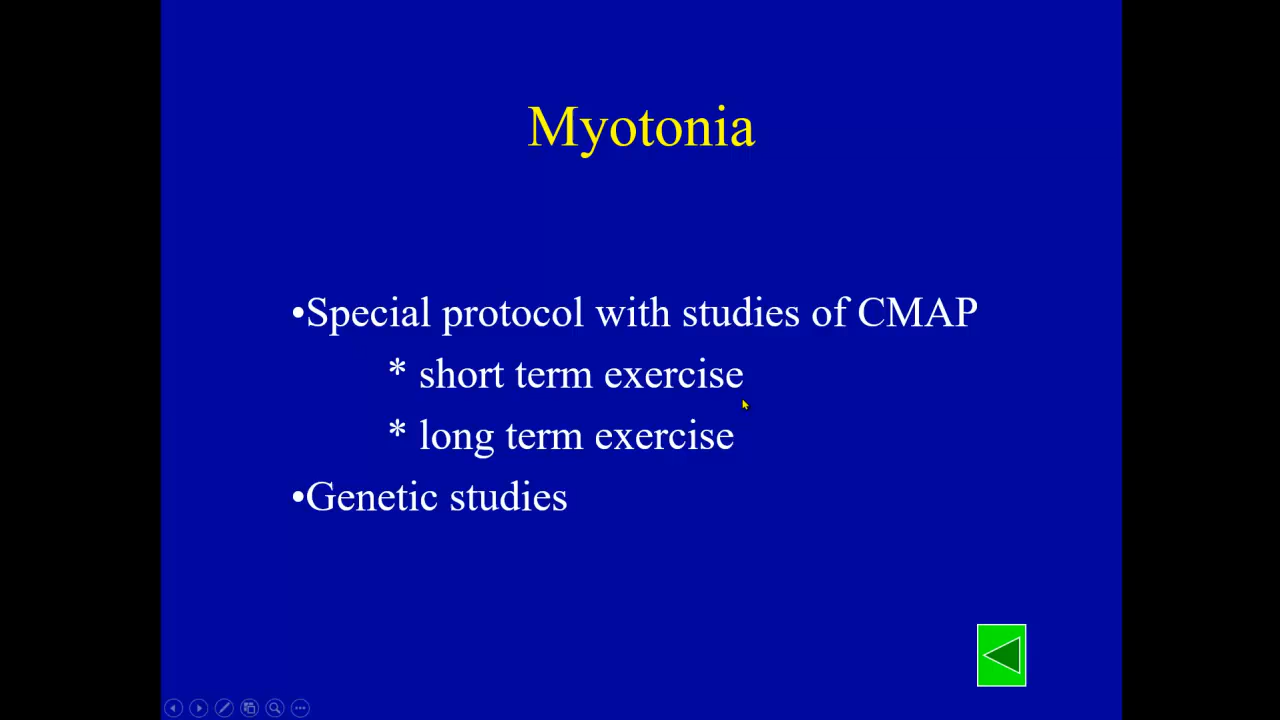 Myotonia
•Special protocol with studies of CMAP
* short term exercise
* long term exercise
•Genetic studies